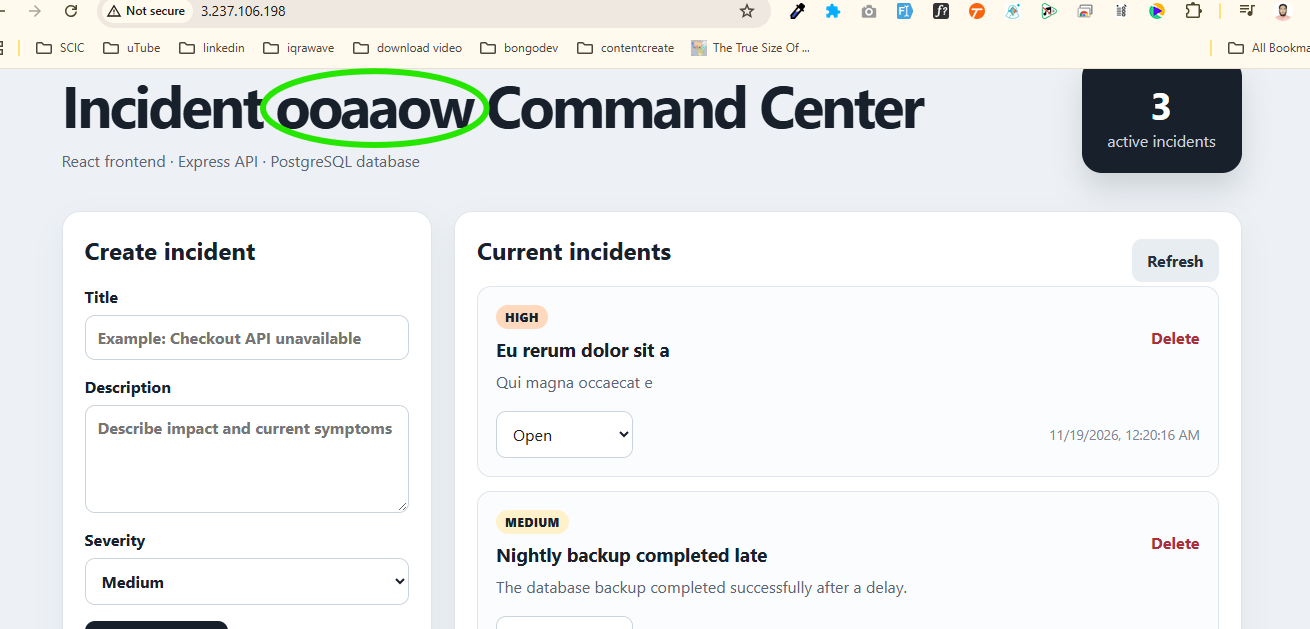 Not secure
3.237.106.198
SCIC
uTube
linkedin
iqrawave
download video
bongodev
contentcreate
The True Size Of ...
Incident ooaaow Command Center
React frontend · Express API · PostgreSQL database
3
active incidents
Create incident
Title
Example: Checkout API unavailable
Description
Describe impact and current symptoms
Severity
Medium
Current incidents
Refresh
HIGH
Eu rerum dolor sit a
Delete
Qui magna occaecat e
Open
11/19/2026, 12:20:16 AM
MEDIUM
Nightly backup completed late
Delete
The database backup completed successfully after a delay.